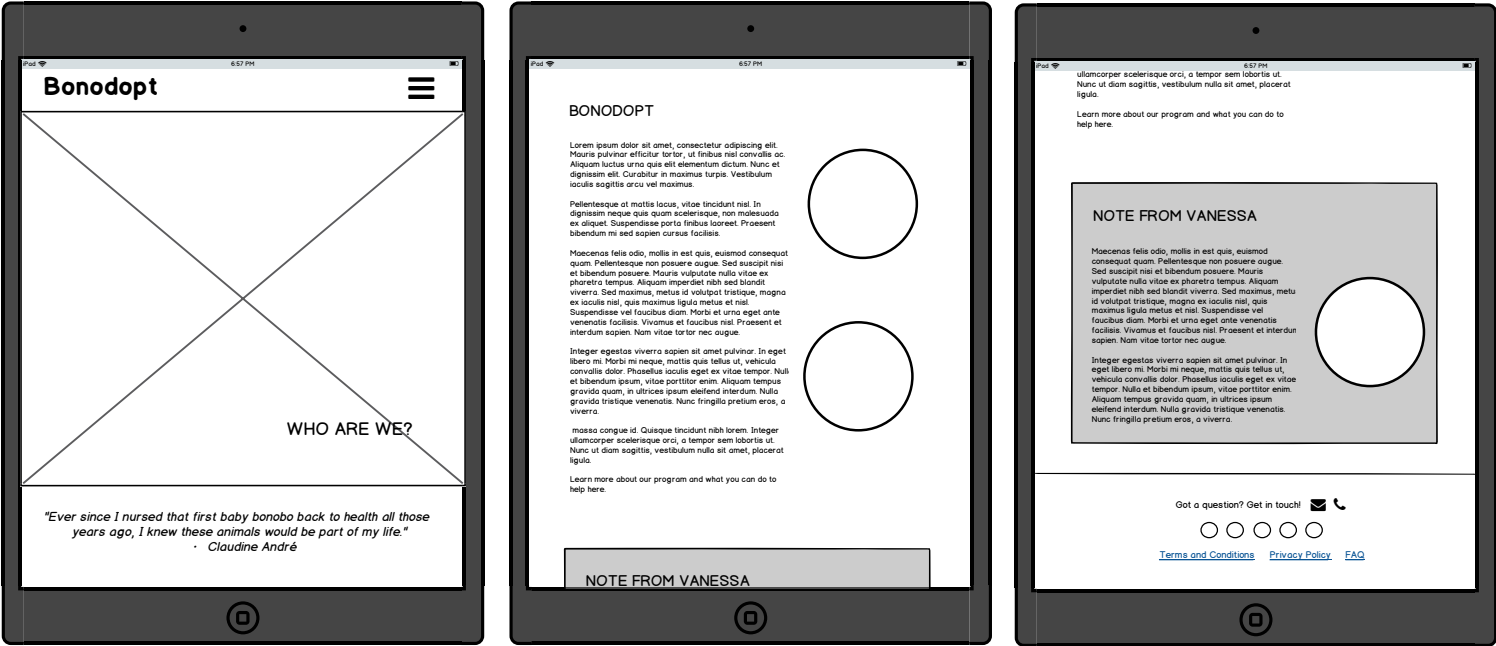 iPad 6:57 PM
Bonodopt
WHO ARE WE?
"Ever since I nursed that first baby bonobo back to health all those
years ago, I knew these animals would be part of my life."
· Claudine André
iPad 6:57 PM
BONODOPT
Lorem ipsum dolor sit amet, consectetur adipiscing elit.
Mauris pulvinar efficitur tortor, ut finibus nisl convallis ac.
Aliquam luctus urna quis elit elementum dictum. Nunc et
dignissim elit. Curabitur in maximus turpis. Vestibulum
iaculis sagittis arcu vel maximus.
Pellentesque at mattis lacus, vitae tincidunt nisl. In
dignissim neque quis quam scelerisque, non malesuada
ex aliquet. Suspendisse porta finibus laoreet. Praesent
bibendum mi sed sapien cursus facilisis.
Maecenas felis odio, mollis in est quis, euismod consequat
quam. Pellentesque non posuere augue. Sed suscipit nisi
et bibendum posuere. Mauris vulputate nulla vitae ex
pharetra tempus. Aliquam imperdiet nibh sed blandit
viverra. Sed maximus, metus id volutpat tristique, magna
ex iaculis nisl, quis maximus ligula metus et nisl.
Suspendisse vel faucibus diam. Morbi et urna eget ante
venenatis facilisis. Vivamus et faucibus nisl. Praesent et
interdum sapien. Nam vitae tortor nec augue.
Integer egestas viverra sapien sit amet pulvinar. In eget
libero mi. Morbi mi neque, mattis quis tellus ut, vehicula
convallis dolor. Phasellus iaculis eget ex vitae tempor. Null
et bibendum ipsum, vitae porttitor enim. Aliquam tempus
gravida quam, in ultrices ipsum eleifend interdum. Nulla
gravida tristique venenatis. Nunc fringilla pretium eros, a
viverra.
massa congue id. Quisque tincidunt nibh lorem. Integer
ullamcorper scelerisque orci, a tempor sem lobortis ut.
Nunc ut diam sagittis, vestibulum metus, placerat
ligula.
Learn more about our program and what you can do to
help here.
NOTE FROM VANESSA
iPad 6:57 PM
ullamcorper scelerisque orci, a tempor sem lobortis ut.
Nunc ut diam sagittis, vestibulum metus, placerat
ligula.
Learn more about our program and what you can do to
help here.
NOTE FROM VANESSA
Maecenas felis odio, mollis in est quis, euismod
consequat quam. Pellentesque non posuere augue.
Sed suscipit nisi et bibendum posuere. Mauris
vulputate nulla vitae ex pharetra tempus. Aliquam
imperdiet nibh sed blandit viverra. Sed maximus, metu
id volutpat tristique, magna ex iaculis nisl, quis
maximus ligula metus et nisl. Suspendisse vel
faucibus diam. Morbi et urna eget ante venenatis
facilisis. Vivamus et faucibus nisl. Praesent et interdun
sapien. Nam vitae tortor nec augue.
Integer egestas viverra sapien sit amet pulvinar. In
eget libero mi. Morbi mi neque, mattis quis tellus ut,
vehicula convallis dolor. Phasellus iaculis eget ex vitae
tempor. Nulla et bibendum ipsum, vitae porttitor enim.
Aliquam tempus gravida quam, in ultrices ipsum
eleifend interdum. Nulla gravida tristique venenatis.
Nunc fringilla pretium eros, a viverra.
Got a question? Get in touch!
Terms and Conditions Privacy Policy FAQ